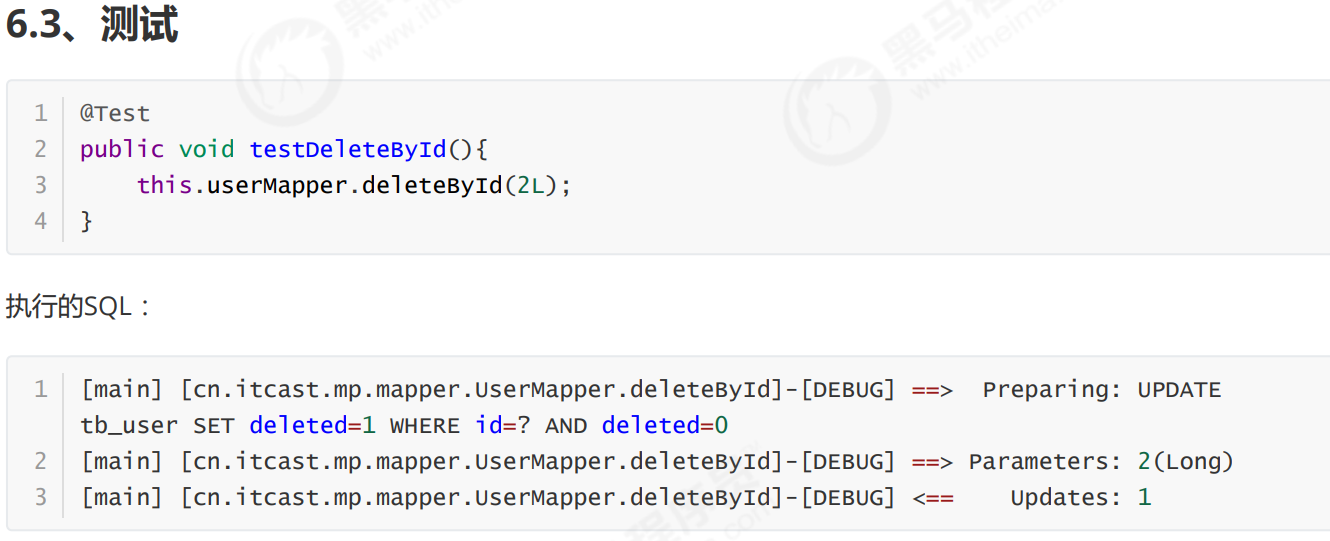 6.3、测试
1 @Test
2 public void testDeleteById(){
3 this.userMapper.deleteById(2L);
4 }
执行的SQL：
1 [main] [cn.itcast.mp.mapper.UserMapper.deleteById]-[DEBUG] ==>  Preparing: UPDATE
tb_user SET deleted=1 WHERE id=? AND deleted=0
2 [main] [cn.itcast.mp.mapper.UserMapper.deleteById]-[DEBUG] ==> Parameters: 2(Long)
3 [main] [cn.itcast.mp.mapper.UserMapper.deleteById]-[DEBUG] <==    Updates: 1